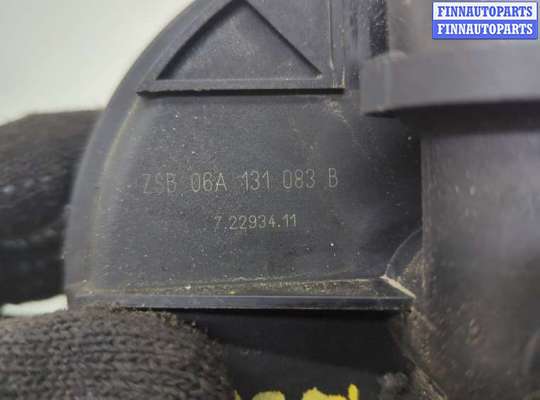 FINNAUTOPARTS
FINNAUTOPARTS
ZSB 06A 131 083 B
7.22934.11